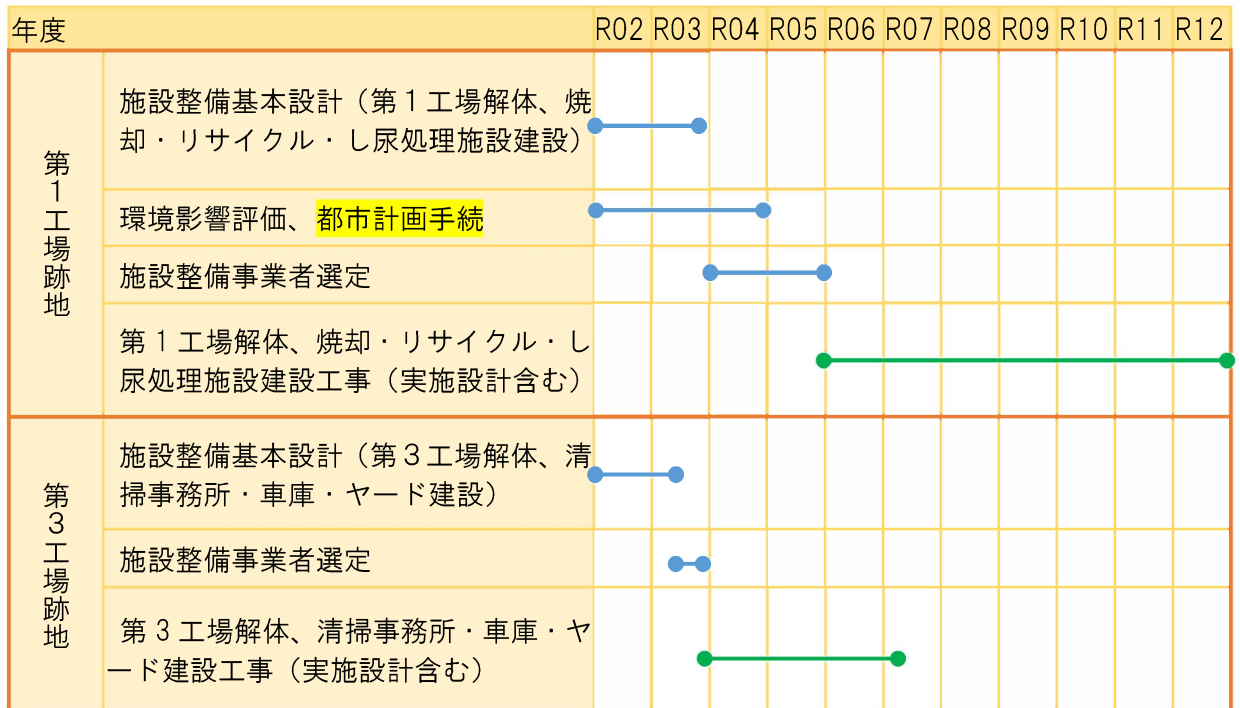 年度 R02 R03 R04 R05 R06 R07 R08 R09 R10 R11 R12
第1工場跡地
施設整備基本設計（第1工場解体、焼
却・リサイクル・し尿処理施設建設）
環境影響評価、都市計画手続
施設整備事業者選定
第1工場解体、焼却・リサイクル・し
尿処理施設建設工事（実施設計含む）
第3工場跡地
施設整備基本設計（第3工場解体、清
掃事務所・車庫・ヤード建設）
施設整備事業者選定
第3工場解体、清掃事務所・車庫・ヤ
ード建設工事（実施設計含む）